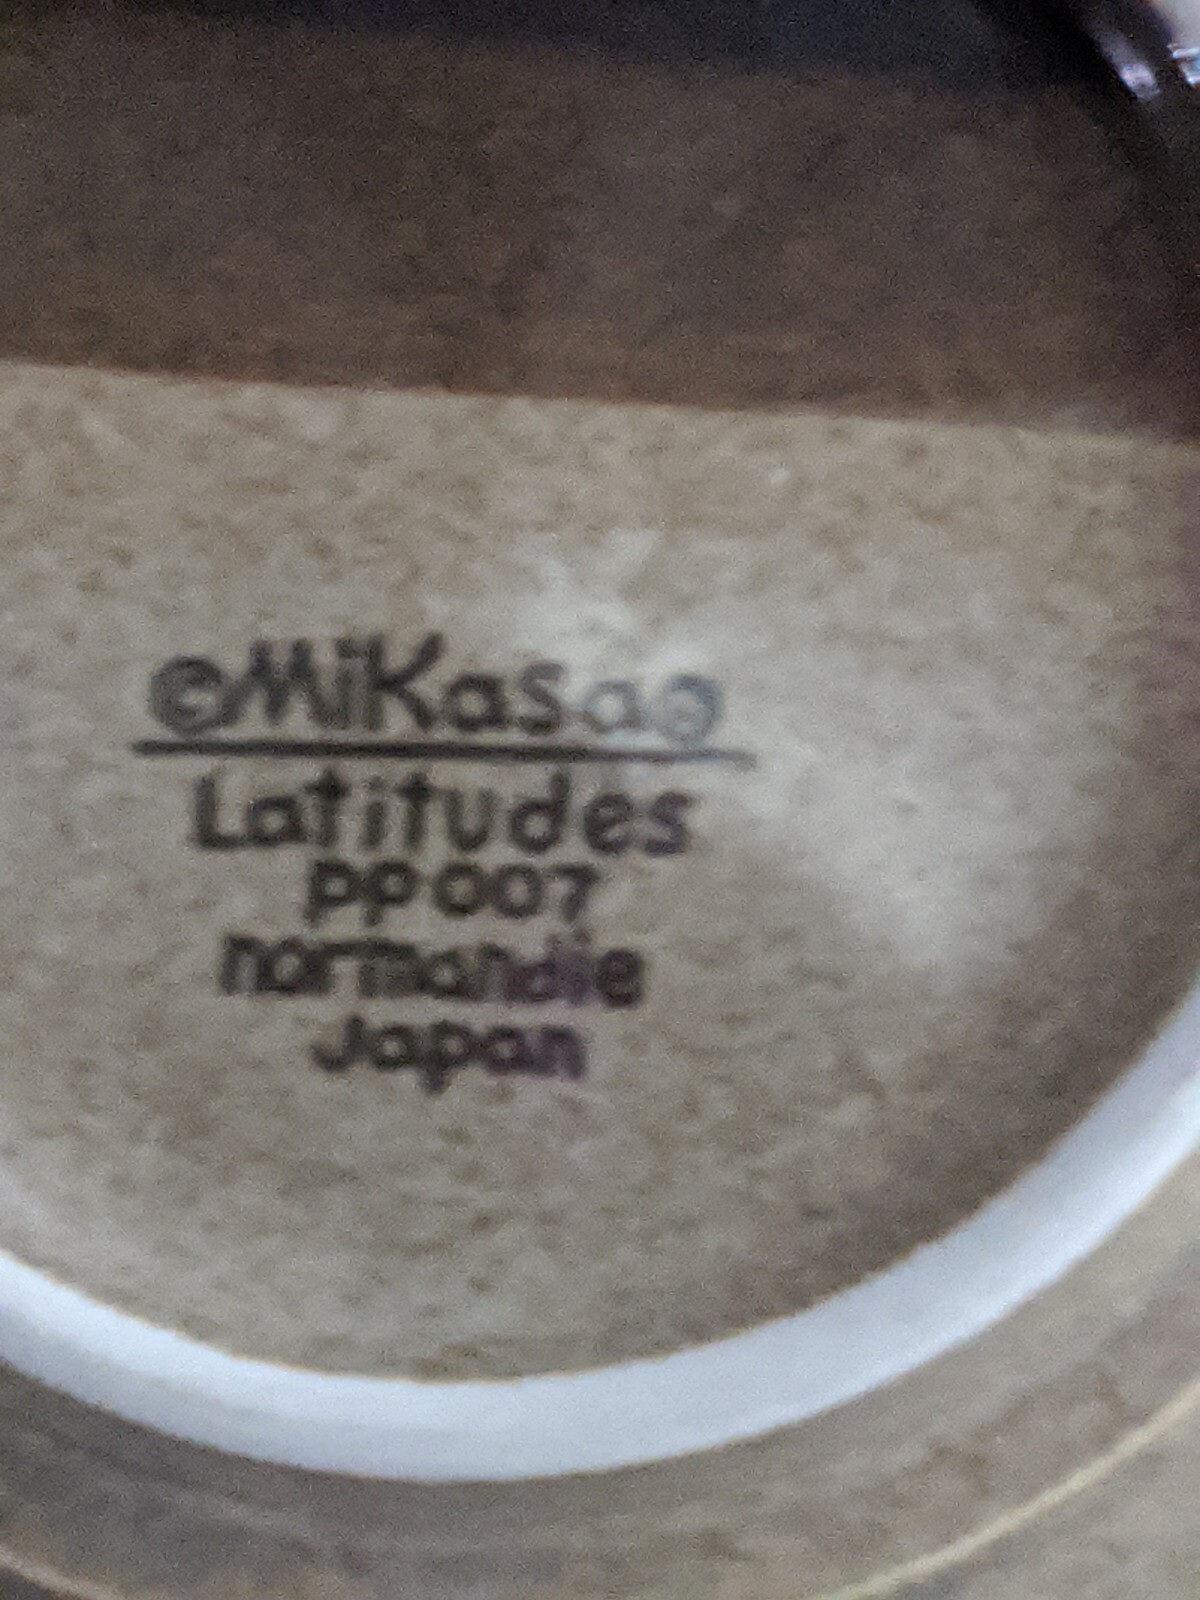 ©Mikasa®
Latitudes
PP007
normandie
Japan